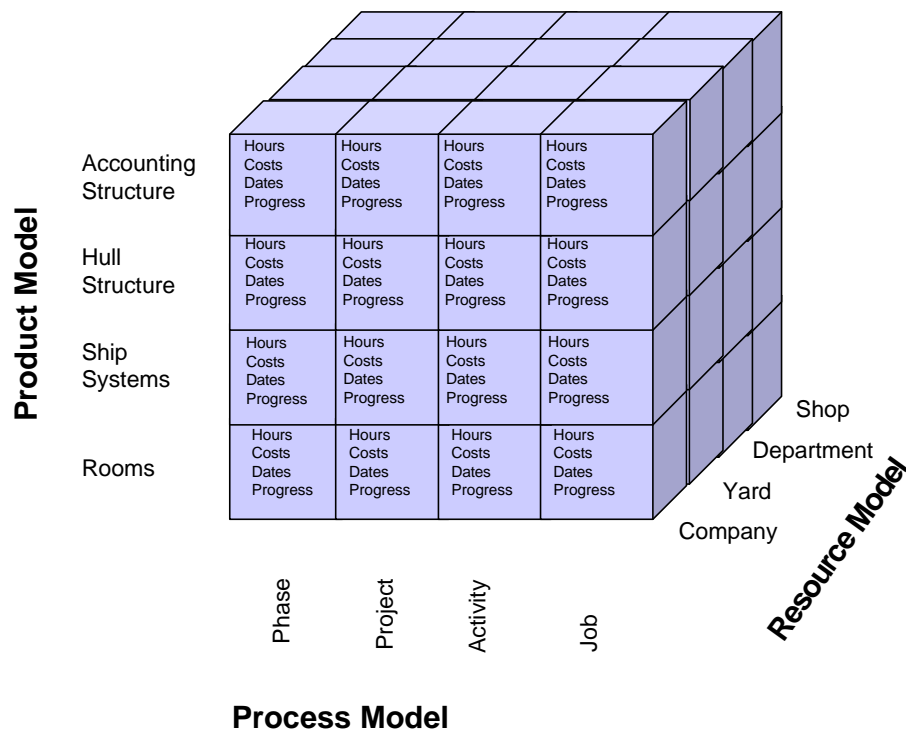 Product Model
Accounting
Structure
Hours
Costs
Dates
Progress
Hours
Costs
Dates
Progress
Hours
Costs
Dates
Progress
Hours
Costs
Dates
Progress
Hull
Structure
Hours
Costs
Dates
Progress
Hours
Costs
Dates
Progress
Hours
Costs
Dates
Progress
Hours
Costs
Dates
Progress
Ship
Systems
Hours
Costs
Dates
Progress
Hours
Costs
Dates
Progress
Hours
Costs
Dates
Progress
Hours
Costs
Dates
Progress
Rooms
Hours
Costs
Dates
Progress
Hours
Costs
Dates
Progress
Hours
Costs
Dates
Progress
Hours
Costs
Dates
Progress
Shop
Department
Yard
Company
Resource Model
Phase
Project
Activity
Job
Process Model